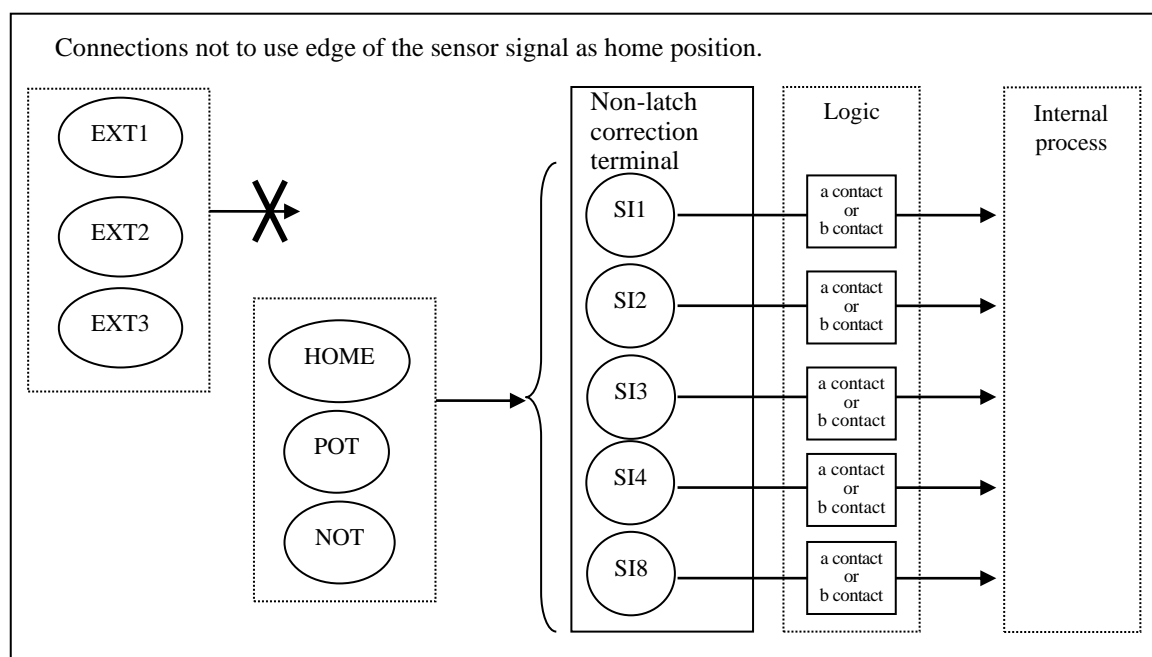 Connections not to use edge of the sensor signal as home position.
EXT1
EXT2
EXT3
HOME
POT
NOT
Non-latch
correction
terminal
SI1
SI2
SI3
SI4
SI8
Logic
a contact
or
b contact
a contact
or
b contact
a contact
or
b contact
a contact
or
b contact
a contact
or
b contact
Internal
process